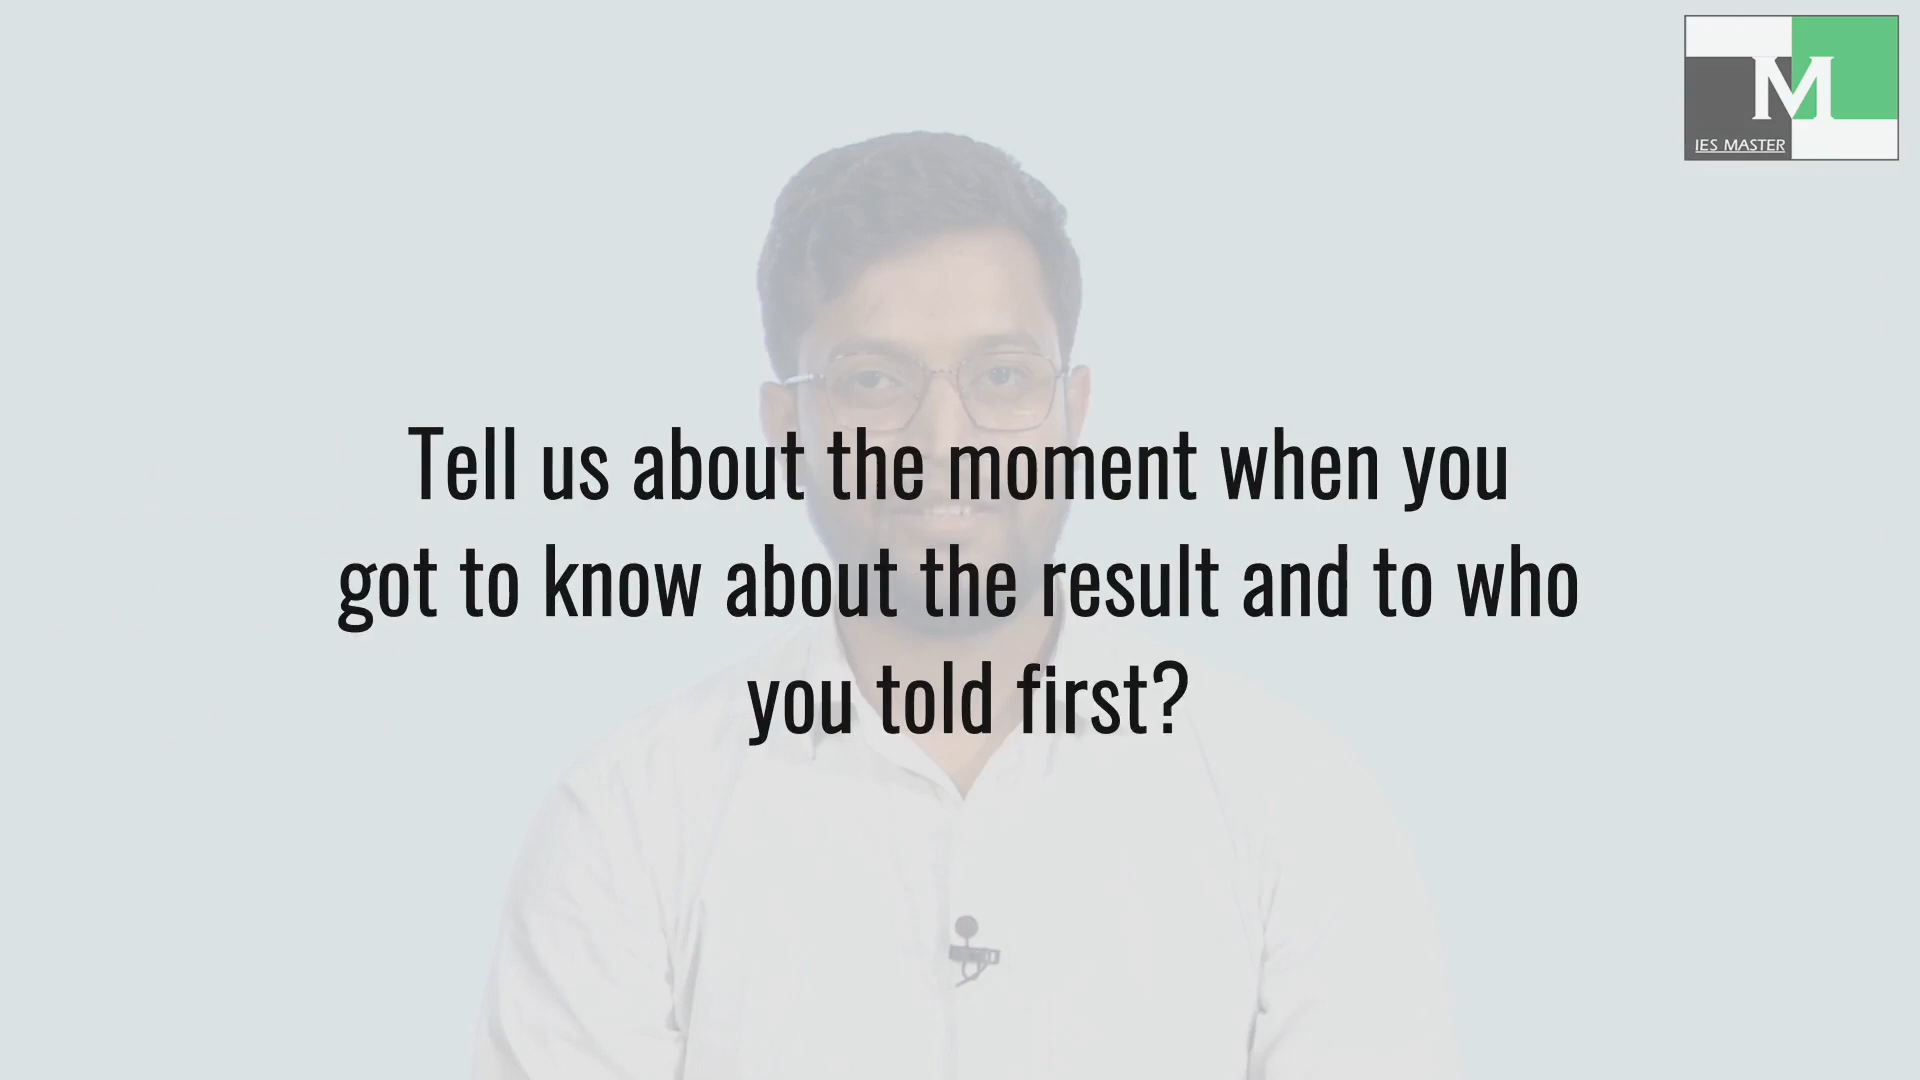 M
IES MASTER
Tell us about the moment when you
got to know about the result and to who
you told first?